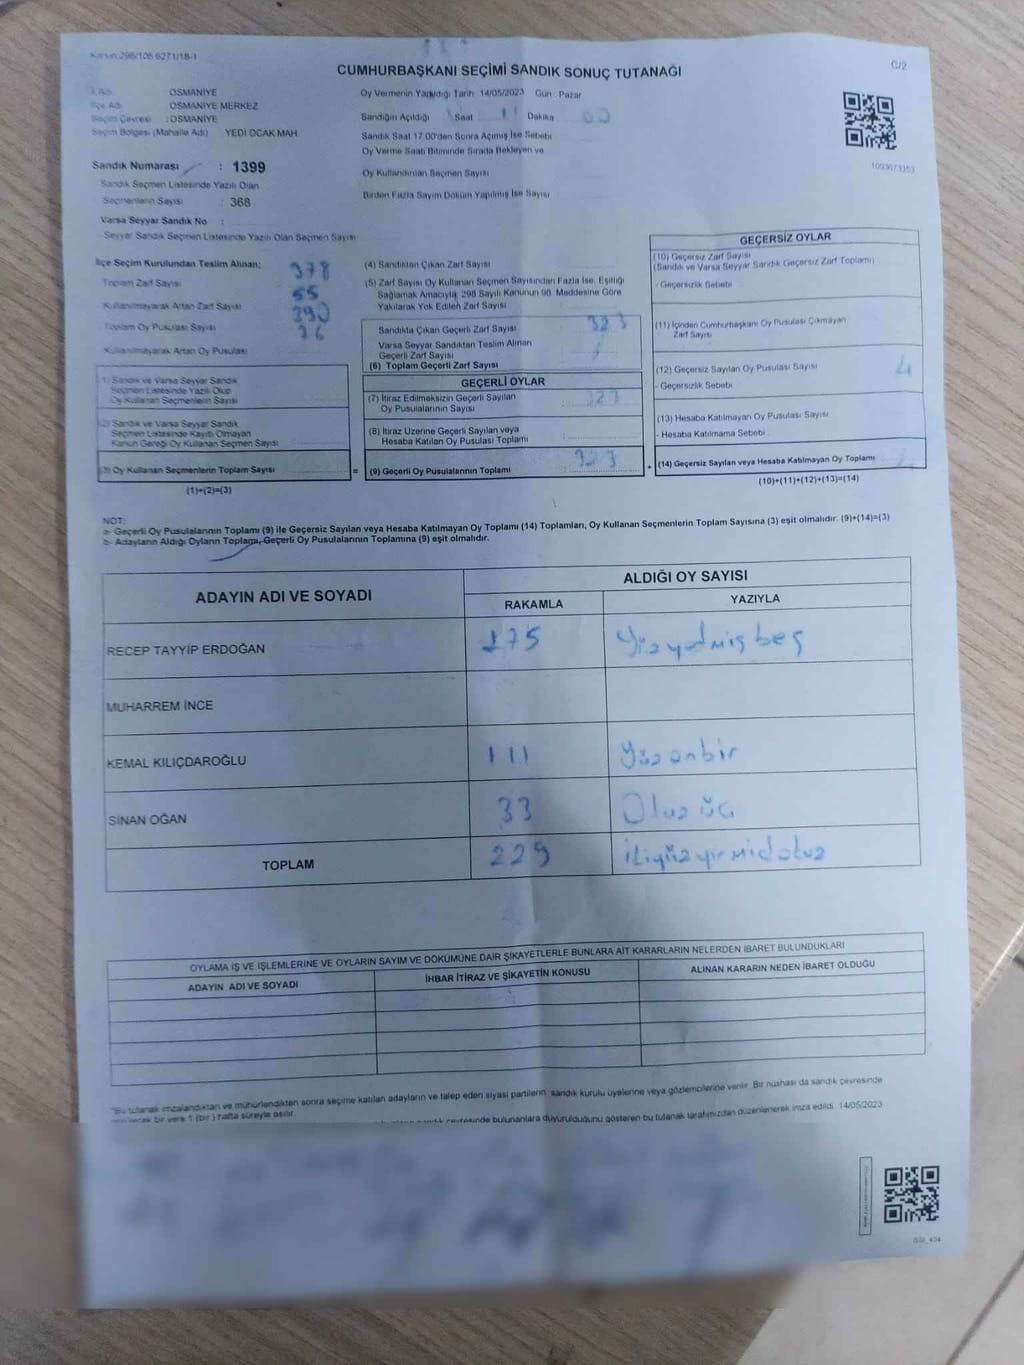 Kanun 298/105 6271/18-1
C/2
CUMHURBAŞKANI SEÇİMİ SANDIK SONUÇ TUTANAĞI
İl Adı OSMANİYE
İlçe Adı OSMANIYE MERKEZ
Seçim Çevresi : OSMANİYE
Seçim Bölgesi (Mahalle Adı) YEDİ OCAK MAH
Oy Vermenin Yapıldığı Tarih 14/05/2023 Gün : Pazar
Sandığın Açıldığı Saat 11 Dakika 00
Sandık Saat 17.00'den Sonra Açılmış İse Sebebi
Oy Verme Saati Bitiminde Sırada Bekleyen ve
Oy Kullandırılan Seçmen Sayısı
Birden Fazla Sayım Döküm Yapılmış İse Sayısı
Sandık Numarası : 1399
Sandık Seçmen Listesinde Yazılı Olan
Seçmenlerin Sayısı : 368
Varsa Seyyar Sandık No :
Seyyar Sandık Seçmen Listesinde Yazılı Olan Seçmen Sayısı
İlçe Seçim Kurulundan Teslim Alınan;
Toplam Zarf Sayısı 378
Kullanılmayarak Artan Zarf Sayısı 55
Toplam Oy Pusulası Sayısı 390
Kullanılmayarak Artan Oy Pusulası
(1) Sandık ve Varsa Seyyar Sandık
Seçmen Listesinde Yazılı Olup
Oy Kullanan Seçmenlerin Sayısı
(2) Sandık ve Varsa Seyyar Sandık
Seçmen Listesinde Kayıtlı Olmayan
Kanun Gereği Oy Kullanan Seçmen Sayısı
(3) Oy Kullanan Seçmenlerin Toplam Sayısı
(1)+(2)=(3)
(4) Sandıktan Çıkan Zarf Sayısı
(5) Zarf Sayısı Oy Kullanan Seçmen Sayısından Fazla İse, Eşitliği
Sağlamak Amacıyla; 298 Sayılı Kanunun 98. Maddesine Göre
Yakılarak Yok Edilen Zarf Sayısı
Sandıkta Çıkan Geçerli Zarf Sayısı 323
Varsa Seyyar Sandıktan Teslim Alınan
Geçerli Zarf Sayısı
(6) Toplam Geçerli Zarf Sayısı
GEÇERLİ OYLAR
(7) İtiraz Edilmeksizin Geçerli Sayılan
Oy Pusulalarının Sayısı 323
(8) İtiraz Üzerine Geçerli Sayılan veya
Hesaba Katılan Oy Pusulası Toplamı
= (9) Geçerli Oy Pusulalarının Toplamı 323
GEÇERSİZ OYLAR
(10) Geçersiz Zarf Sayısı
(Sandık ve Varsa Seyyar Sandık Geçersiz Zarf Toplamı)
- Geçersizlik Sebebi
(11) İçinden Cumhurbaşkanı Oy Pusulası Çıkmayan
Zarf Sayısı
(12) Geçersiz Sayılan Oy Pusulası Sayısı 4
- Geçersizlik Sebebi
(13) Hesaba Katılmayan Oy Pusulası Sayısı
- Hesaba Katılmama Sebebi
+ (14) Geçersiz Sayılan veya Hesaba Katılmayan Oy Toplamı
(10)+(11)+(12)+(13)=(14)
NOT:
a- Geçerli Oy Pusulalarının Toplamı (9) ile Geçersiz Sayılan veya Hesaba Katılmayan Oy Toplamı (14) Toplamları, Oy Kullanan Seçmenlerin Toplam Sayısına (3) eşit olmalıdır. (9)+(14)=(3)
b- Adayların Aldığı Oyların Toplamı, Geçerli Oy Pusulalarının Toplamına (9) eşit olmalıdır.
ADAYIN ADI VE SOYADI ALDIĞI OY SAYISI
RAKAMLA YAZIYLA
RECEP TAYYİP ERDOĞAN 175 Yüzyetmişbeş
MUHARREM İNCE
KEMAL KILIÇDAROĞLU 111 Yüzonbir
SİNAN OĞAN 33 Otuzüç
TOPLAM 229
OYLAMA İŞ VE İŞLEMLERİNE VE OYLARIN SAYIM VE DÖKÜMÜNE DAİR ŞİKAYETLERLE BUNLARA AİT KARARLARIN NELERDEN İBARET BULUNDUKLARI
ADAYIN ADI VE SOYADI İHBAR İTİRAZ VE ŞİKAYETİN KONUSU ALINAN KARARIN NEDEN İBARET OLDUĞU
"Bu tutanak imzalandıktan ve mühürlendikten sonra seçime katılan adayların ve talep eden siyasi partilerin sandık kurulu üyelerine veya gözlemcilerine verilir. Bir nüshası da sandık çevresinde
bir yere 1 (bir) hafta süreyle asılır.
çevresinde bulunanlara duyurulduğunu gösteren bu tutanak tarafımızdan düzenlenerek imza edildi. 14/05/2023